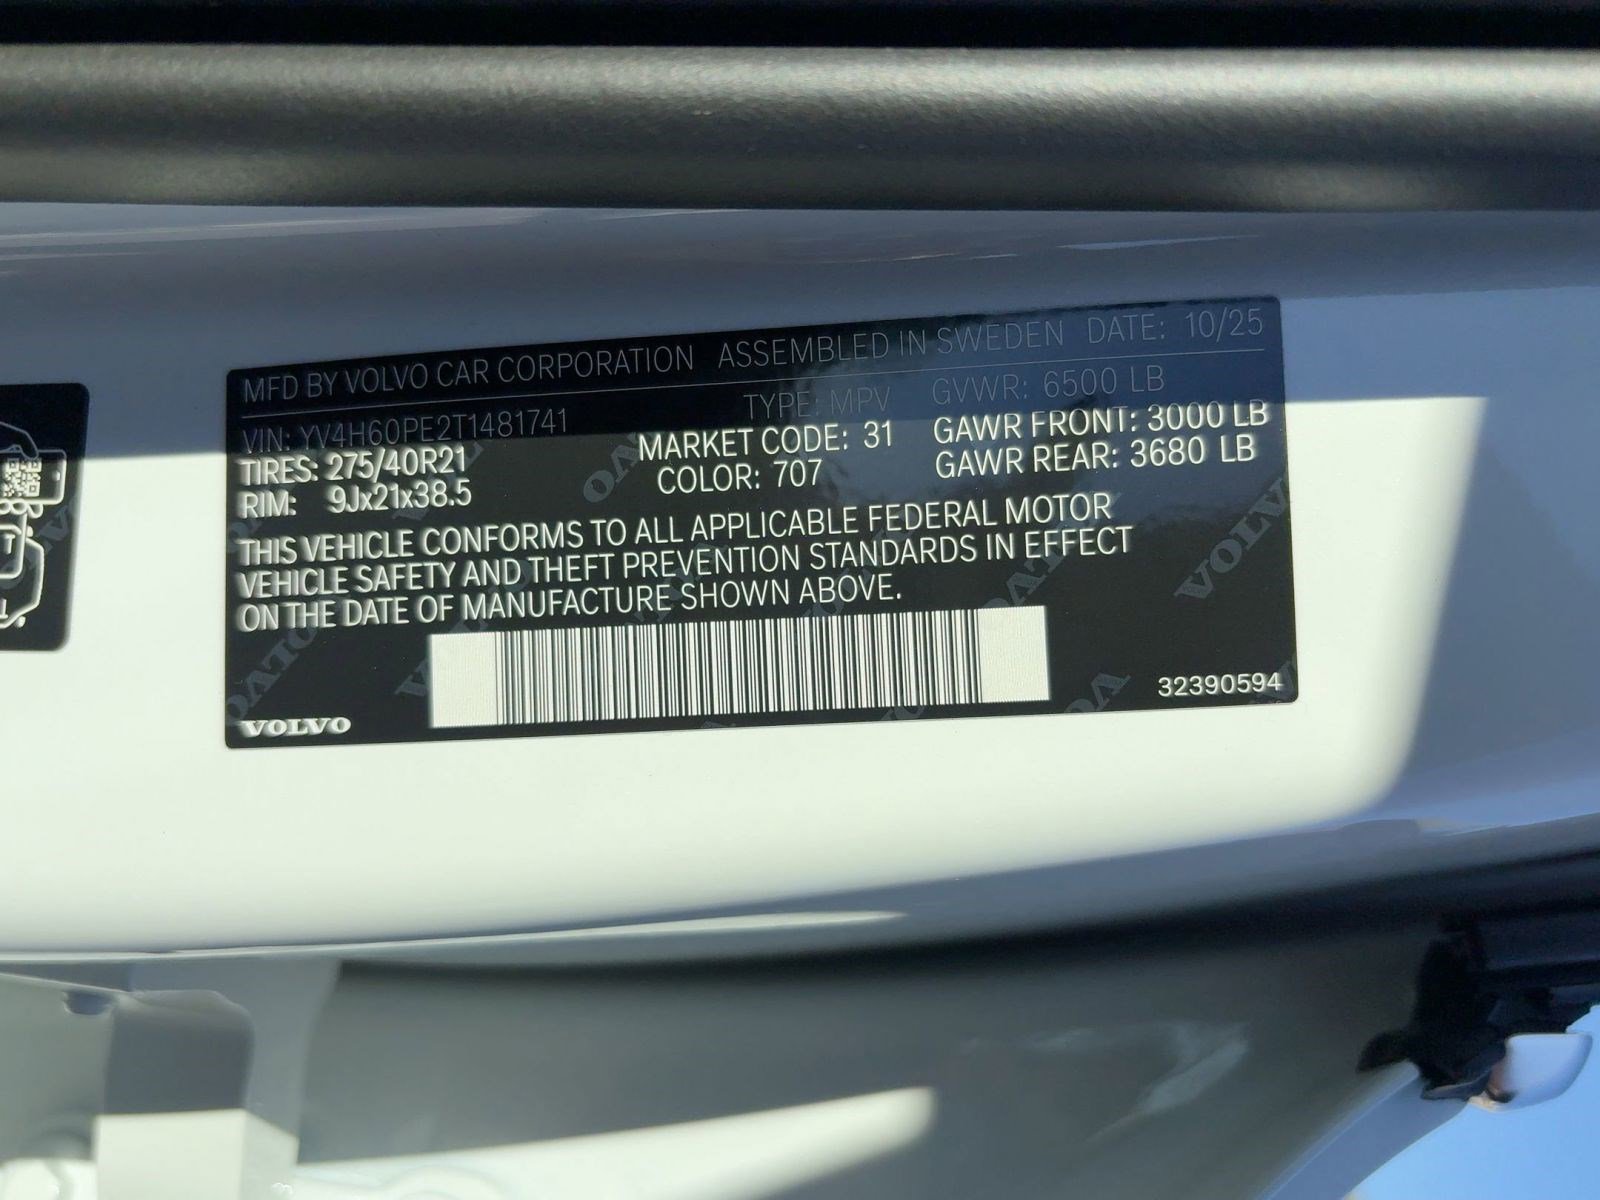 MFD BY VOLVO CAR CORPORATION ASSEMBLED IN SWEDEN DATE: 10/25
VIN: YV4H60PE2T1481741 TYPE: MPV GVWR: 6500 LB
TIRES: 275/40R21 MARKET CODE: 31 GAWR FRONT: 3000 LB
RIM: 9Jx21x38.5 COLOR: 707 GAWR REAR: 3680 LB
THIS VEHICLE CONFORMS TO ALL APPLICABLE FEDERAL MOTOR
VEHICLE SAFETY AND THEFT PREVENTION STANDARDS IN EFFECT
ON THE DATE OF MANUFACTURE SHOWN ABOVE.
VOLVO
32390594